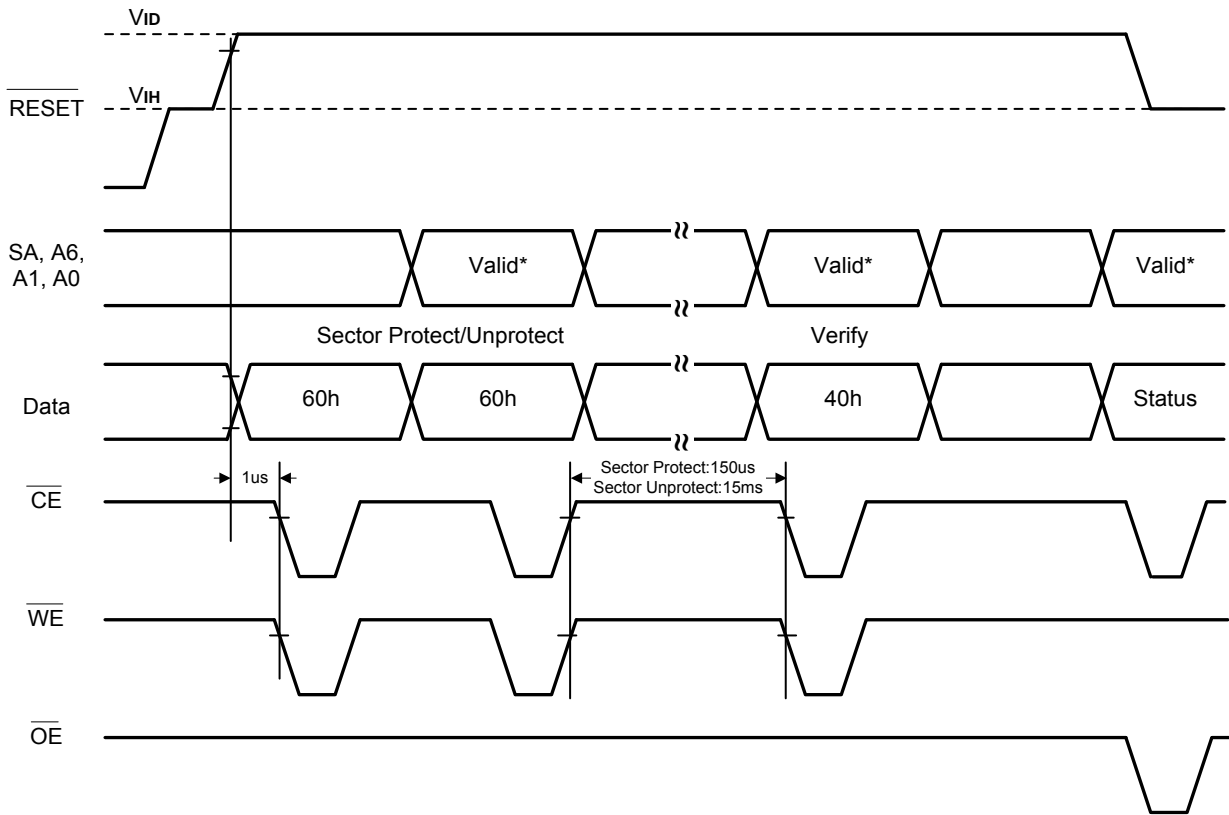 VID
VIH
RESET
SA, A6,
A1, A0
Valid*
Valid*
Valid*
Sector Protect/Unprotect
Verify
Data
60h
60h
40h
Status
1us
Sector Protect:150us
Sector Unprotect:15ms
CE
WE
OE